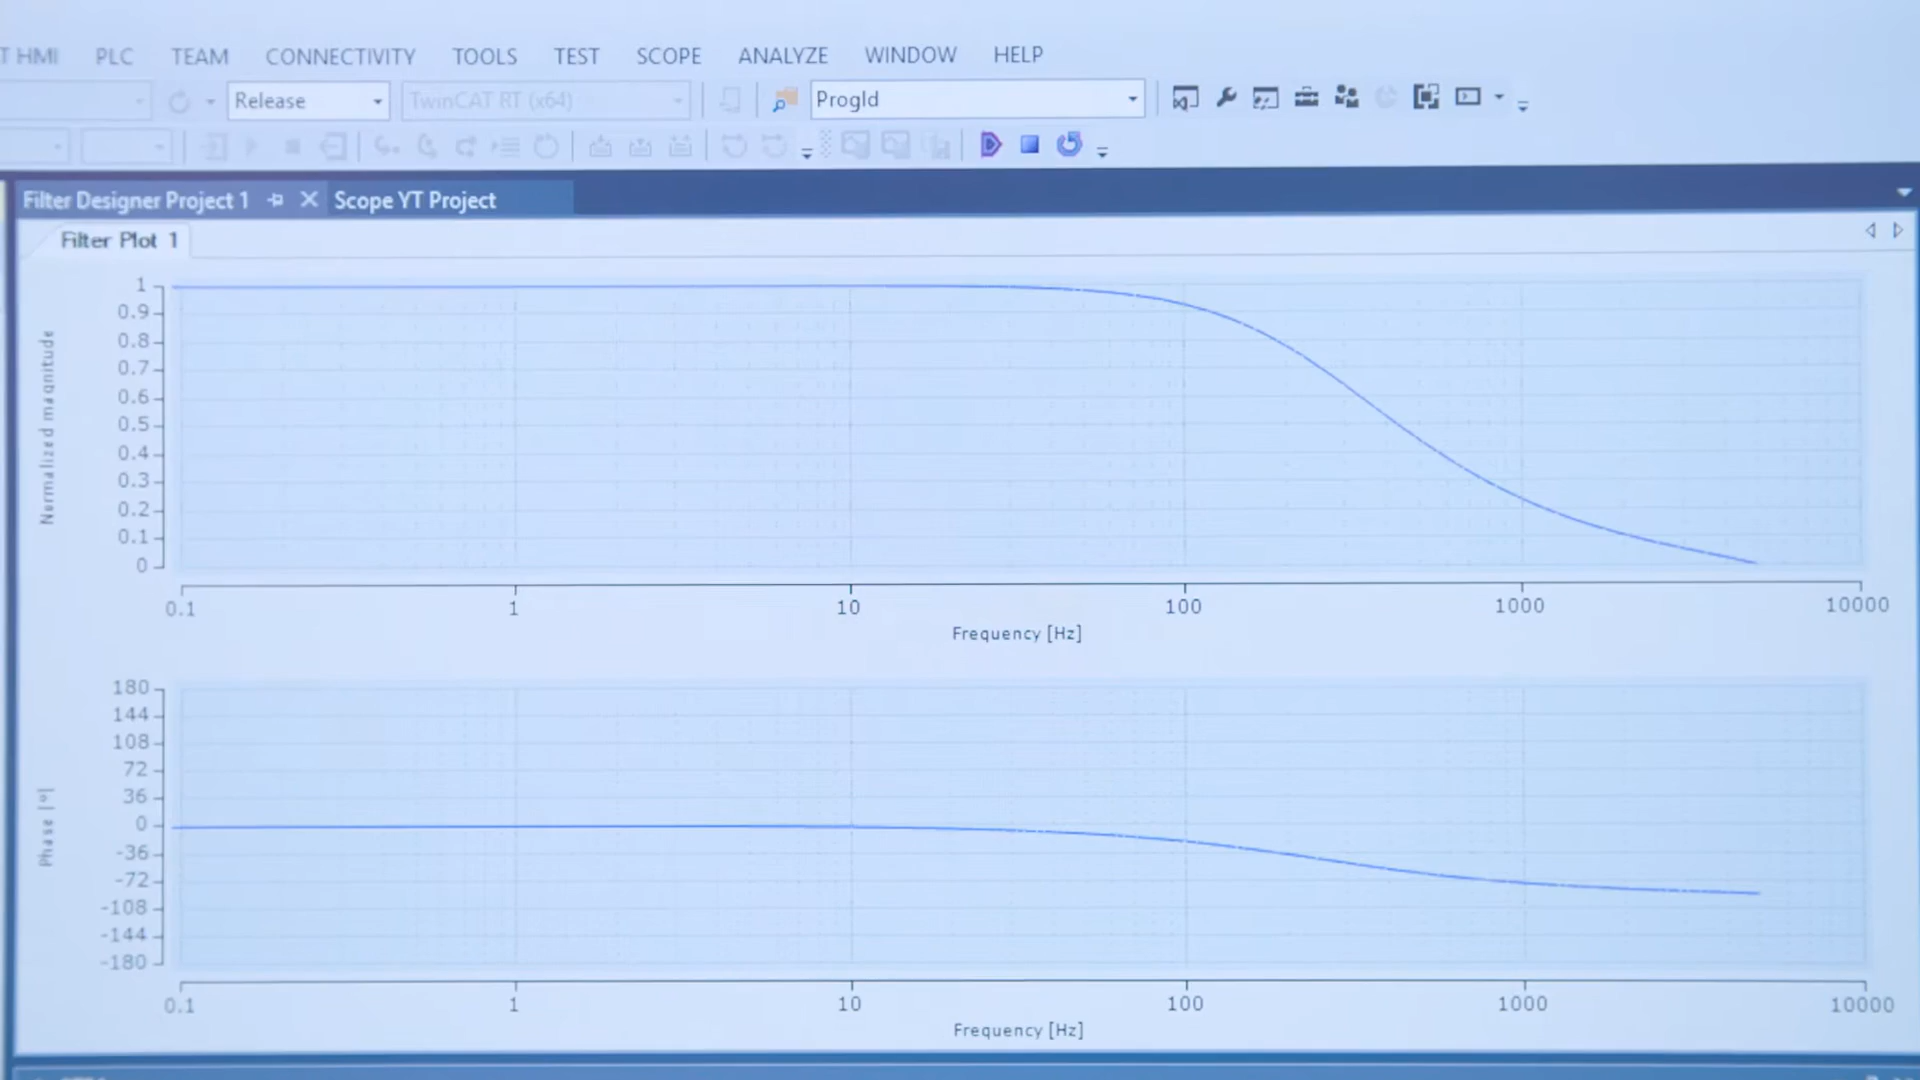 T HMI PLC TEAM CONNECTIVITY TOOLS TEST SCOPE ANALYZE WINDOW HELP
Release TwinCAT RT (x64) ProgId
Filter Designer Project 1 Scope YT Project
Filter Plot 1
Normalized magnitude
1
0.9
0.8
0.7
0.6
0.5
0.4
0.3
0.2
0.1
0
0.1 1 10 100 1000 10000
Frequency [Hz]
Phase [°]
180
144
108
72
36
0
-36
-72
-108
-144
-180
0.1 1 10 100 1000 10000
Frequency [Hz]